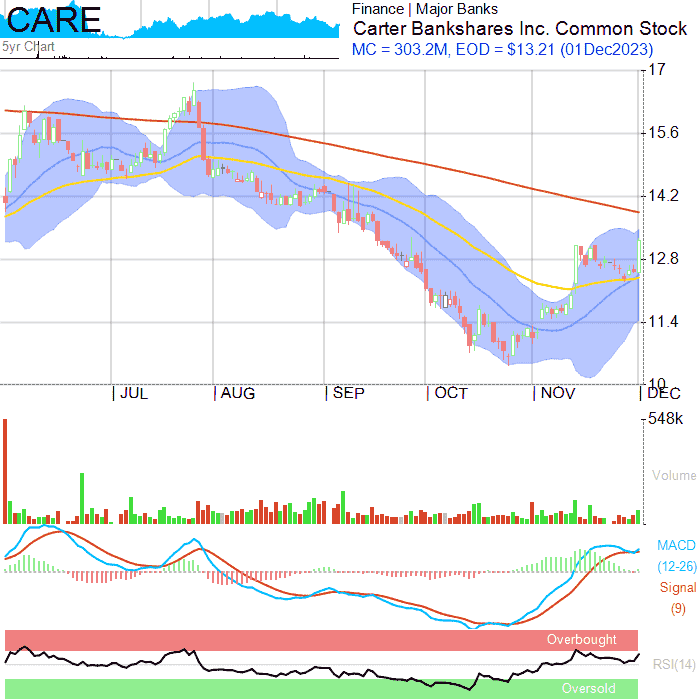 CARE
5yr Chart
Finance | Major Banks
Carter Bankshares Inc. Common Stock
MC = 303.2M, EOD = $13.21 (01Dec2023)
17
15.6
14.2
12.8
11.4
10
JUL AUG SEP OCT NOV DEC
548k
Volume
MACD
(12-26)
Signal
(9)
Overbought
RSI(14)
Oversold